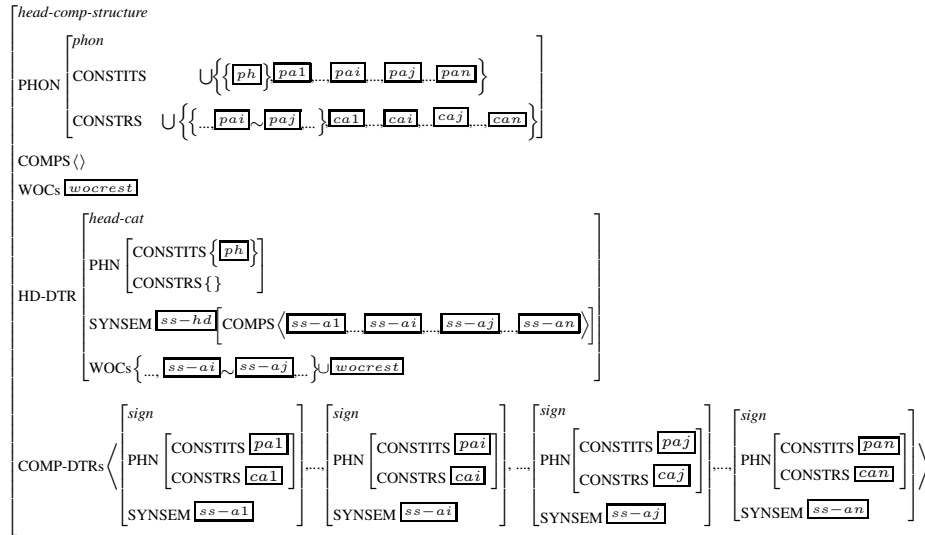 head-comp-structure
phon
CONSTITS ∪{{ph},pa1,...,pai,...,paj,...pan}
PHON
CONSTRS ∪{{...,pai∼paj,...},ca1,...,cai,...caj,...,can}
COMPS ⟨⟩
WOCs wocrest
head-cat
CONSTITS {ph}
PHN
CONSTRS {}
HD-DTR
SYNSEM ss−hd[COMPS ⟨ss−a1,...,ss−ai,...,ss−aj,...,ss−an⟩]
WOCs {..., ss−ai∼ss−aj,...}∪wocrest
sign sign sign sign
CONSTITS pa1 CONSTITS pai CONSTITS paj CONSTITS pan
COMP-DTRs ⟨ PHN ,..., PHN , ..., PHN ,..., PHN ⟩
CONSTRS ca1 CONSTRS cai CONSTRS caj CONSTRS can
SYNSEM ss−a1 SYNSEM ss−ai SYNSEM ss−aj SYNSEM ss−an